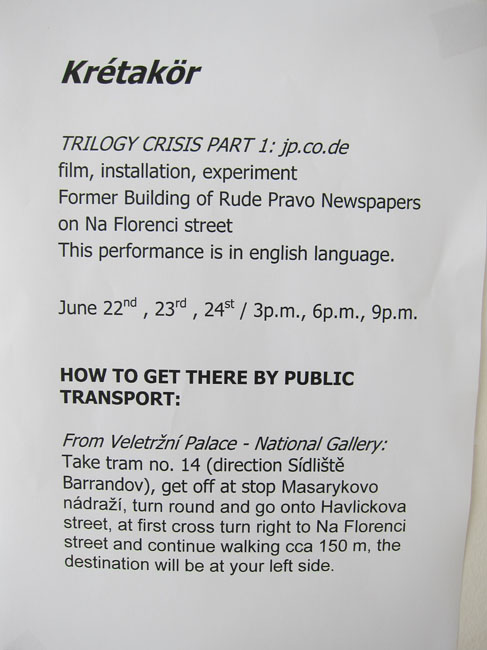 Krétakör
TRILOGY CRISIS PART 1: jp.co.de
film, installation, experiment
Former Building of Rude Pravo Newspapers
on Na Florenci street
This performance is in english language.
June 22nd , 23rd , 24st / 3p.m., 6p.m., 9p.m.
HOW TO GET THERE BY PUBLIC
TRANSPORT:
From Veletržní Palace - National Gallery:
Take tram no. 14 (direction Sídliště
Barrandov), get off at stop Masarykovo
nádraží, turn round and go onto Havlickova
street, at first cross turn right to Na Florenci
street and continue walking cca 150 m, the
destination will be at your left side.